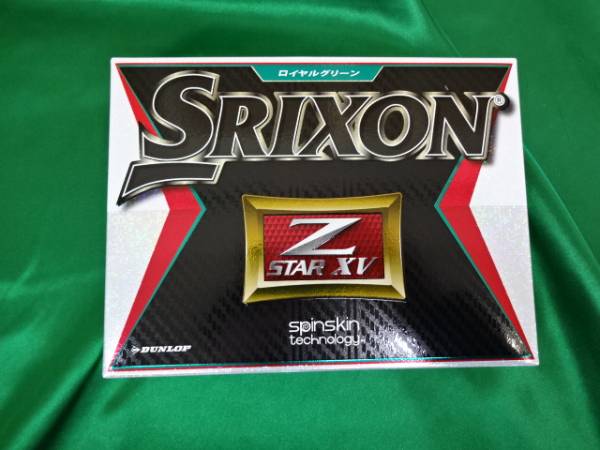 ロイヤルグリーン
SRIXON®
Z
STAR XV
spinskin
technology
DUNLOP